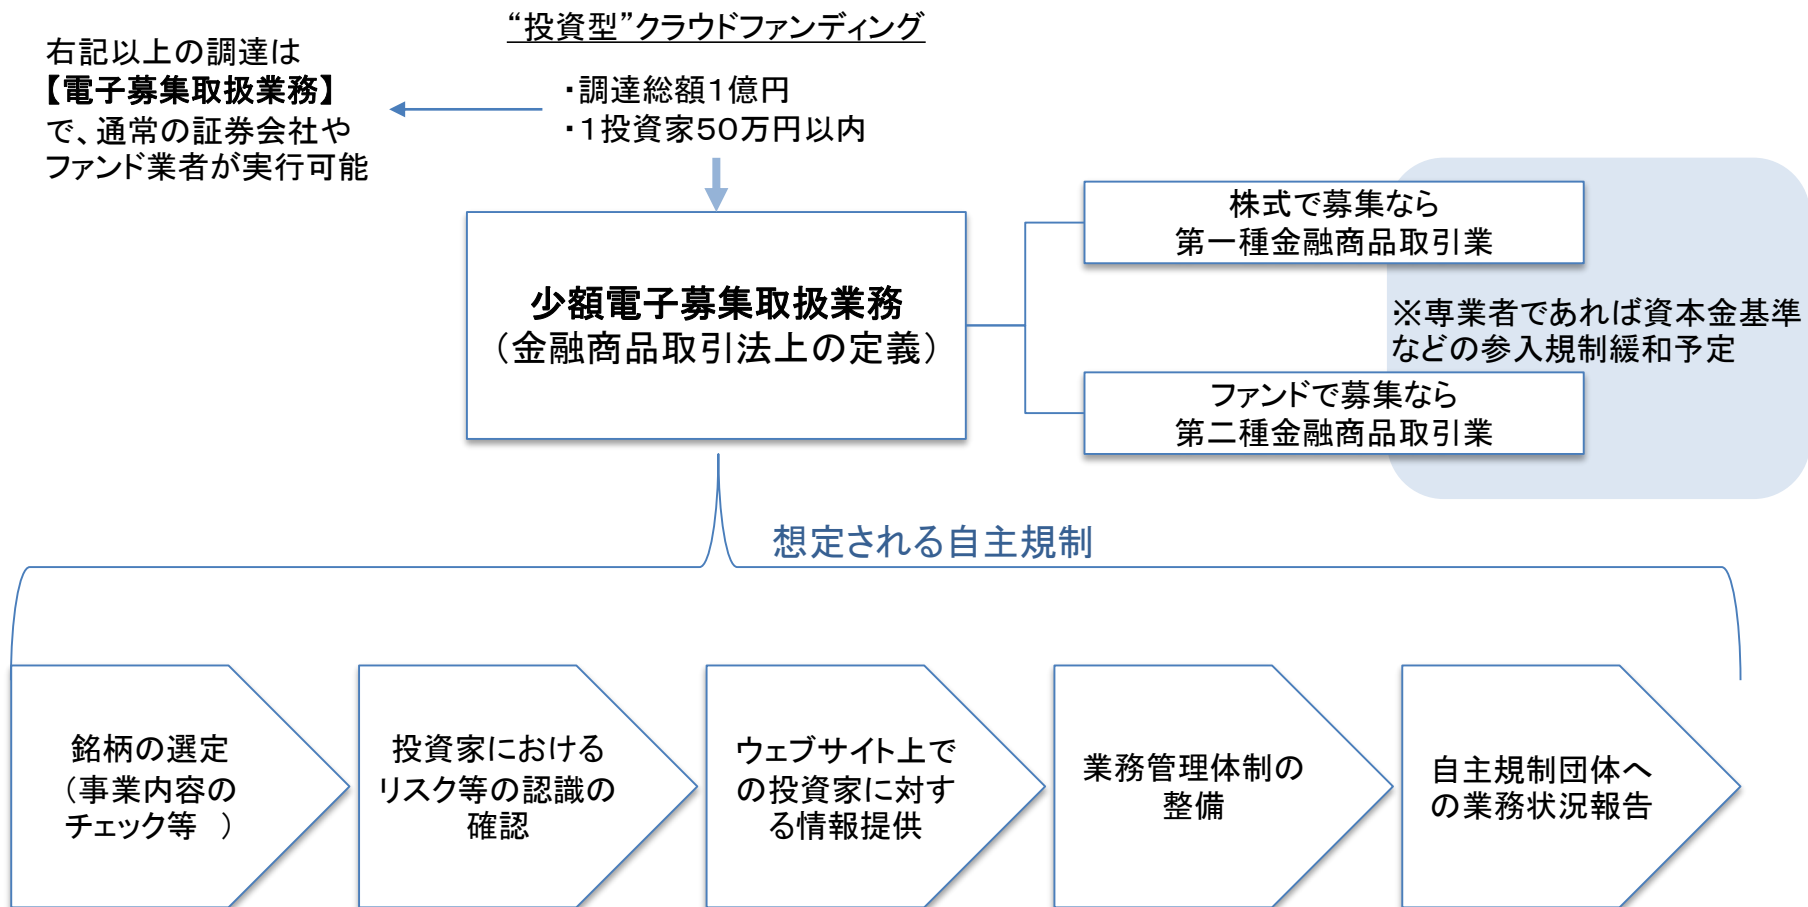 “投資型”クラウドファンディング
右記以上の調達は
【電子募集取扱業務】
で、通常の証券会社や
ファンド業者が実行可能
・調達総額1億円
・1投資家50万円以内
少額電子募集取扱業務
（金融商品取引法上の定義）
株式で募集なら
第一種金融商品取引業
※専業者であれば資本金基準
などの参入規制緩和予定
ファンドで募集なら
第二種金融商品取引業
想定される自主規制
銘柄の選定
（事業内容の
チェック等　）
投資家における
リスク等の認識の
確認
ウェブサイト上で
の投資家に対す
る情報提供
業務管理体制の
整備
自主規制団体へ
の業務状況報告